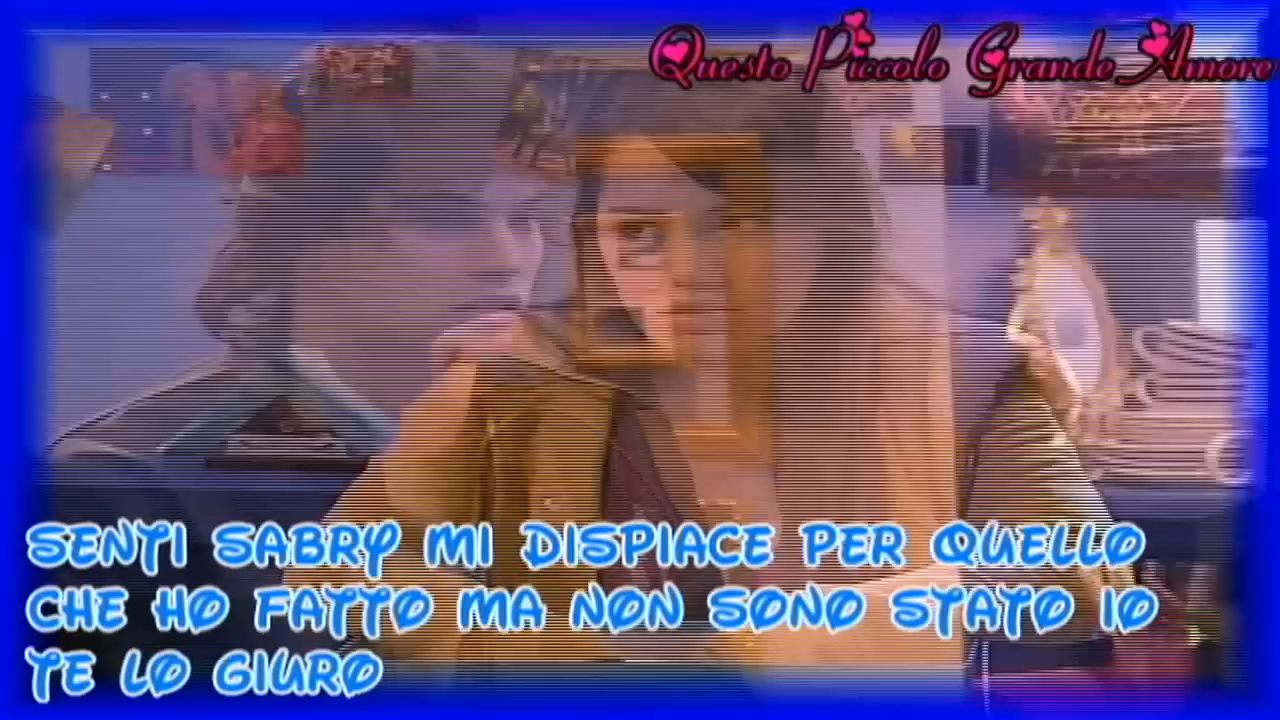 Questo Piccolo Grande Amore
SENTI SABRY MI DISPIACE PER QUELLO
CHE HO FATTO MA NON SONO STATO IO
TE LO GIURO